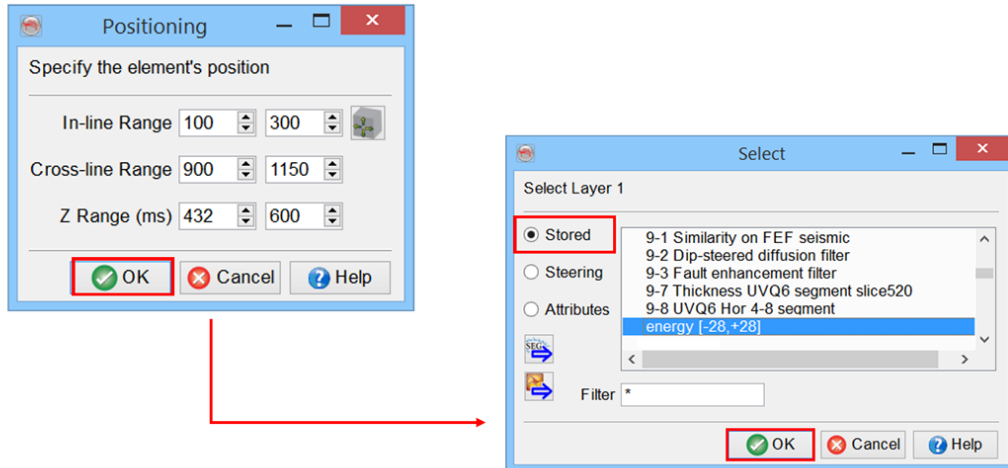 Positioning
Specify the element's position
In-line Range 100 300
Cross-line Range 900 1150
Z Range (ms) 432 600
OK Cancel Help
Select
Select Layer 1
Stored
Steering
Attributes
9-1 Similarity on FEF seismic
9-2 Dip-steered diffusion filter
9-3 Fault enhancement filter
9-7 Thickness UVQ6 segment slice520
9-8 UVQ6 Hor 4-8 segment
energy [-28,+28]
SEG
Filter *
OK Cancel Help